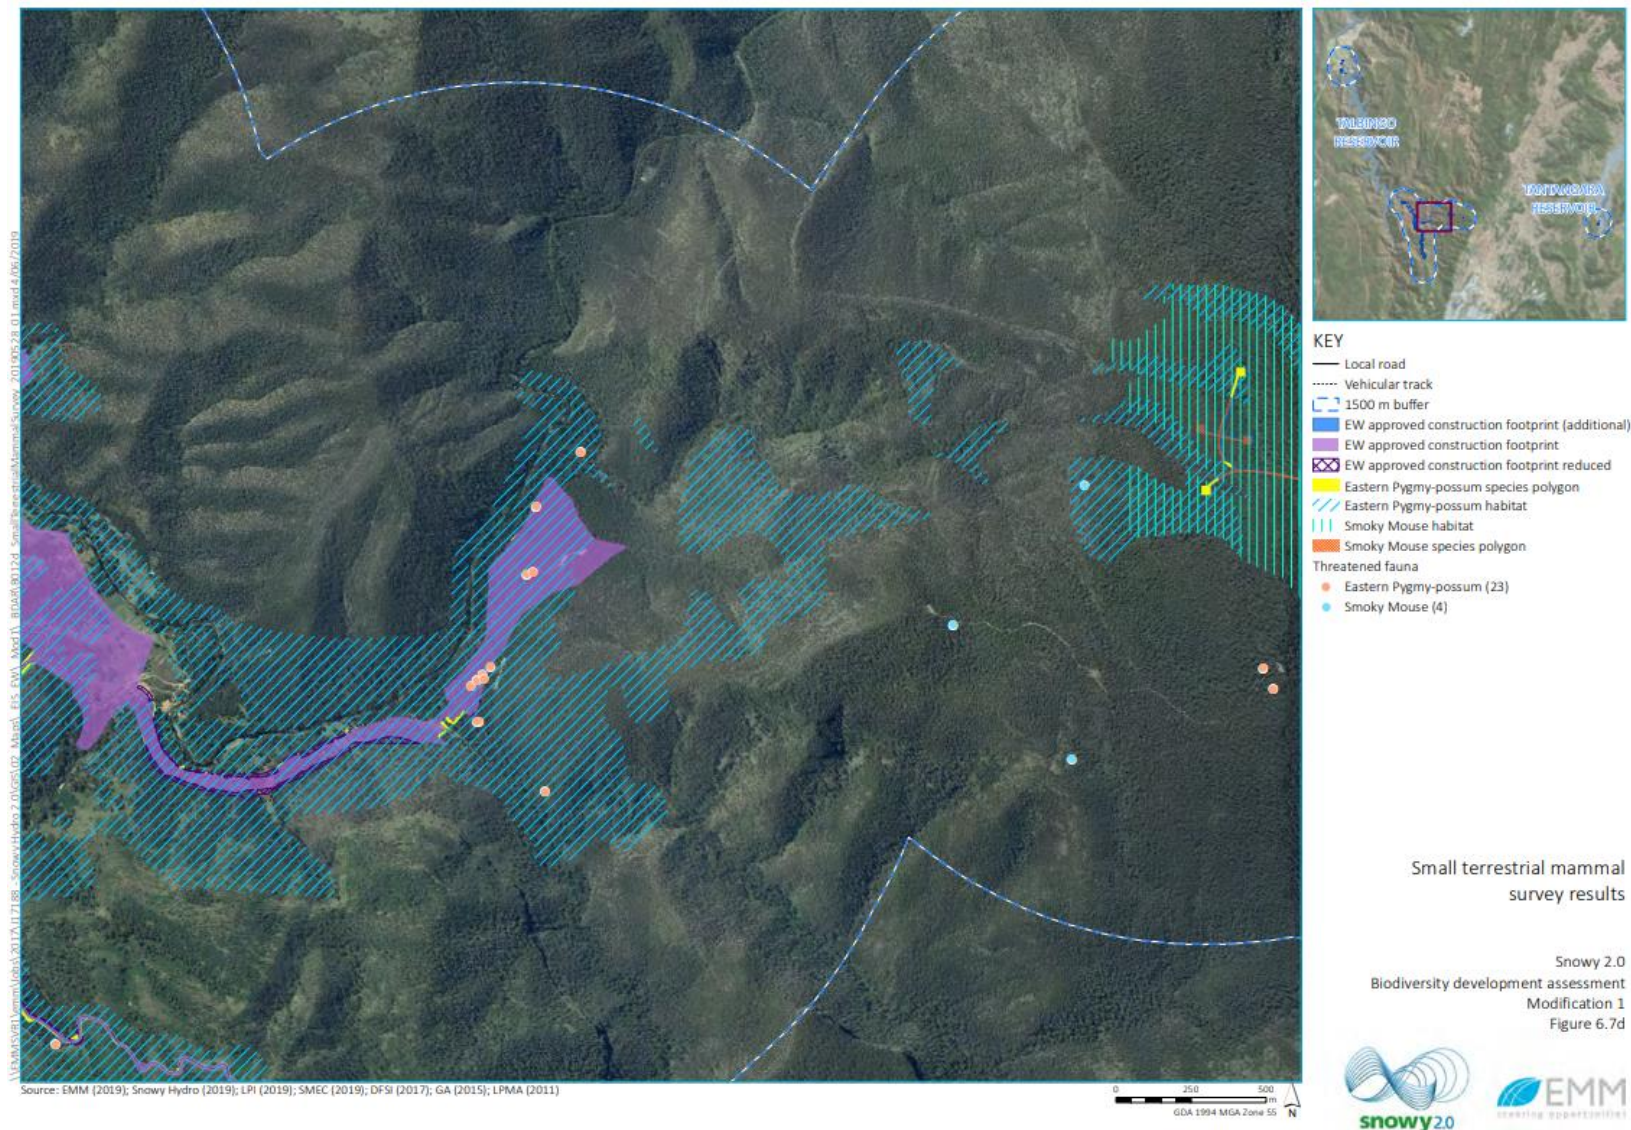 TALBINGO
RESERVOIR
TANTANGARA
RESERVOIR
KEY
Local road
Vehicular track
1500 m buffer
EW approved construction footprint (additional)
EW approved construction footprint
EW approved construction footprint reduced
Eastern Pygmy-possum species polygon
Eastern Pygmy-possum habitat
Smoky Mouse habitat
Smoky Mouse species polygon
Threatened fauna
Eastern Pygmy-possum (23)
Smoky Mouse (4)
Small terrestrial mammal
survey results
Snowy 2.0
Biodiversity development assessment
Modification 1
Figure 6.7d
snowy2.0
EMM
creating opportunities
Source: EMM (2019); Snowy Hydro (2019); LPI (2019); SMEC (2019); DFSI (2017); GA (2015); LPMA (2011)
0 250 500
m
GDA 1994 MGA Zone 55 N